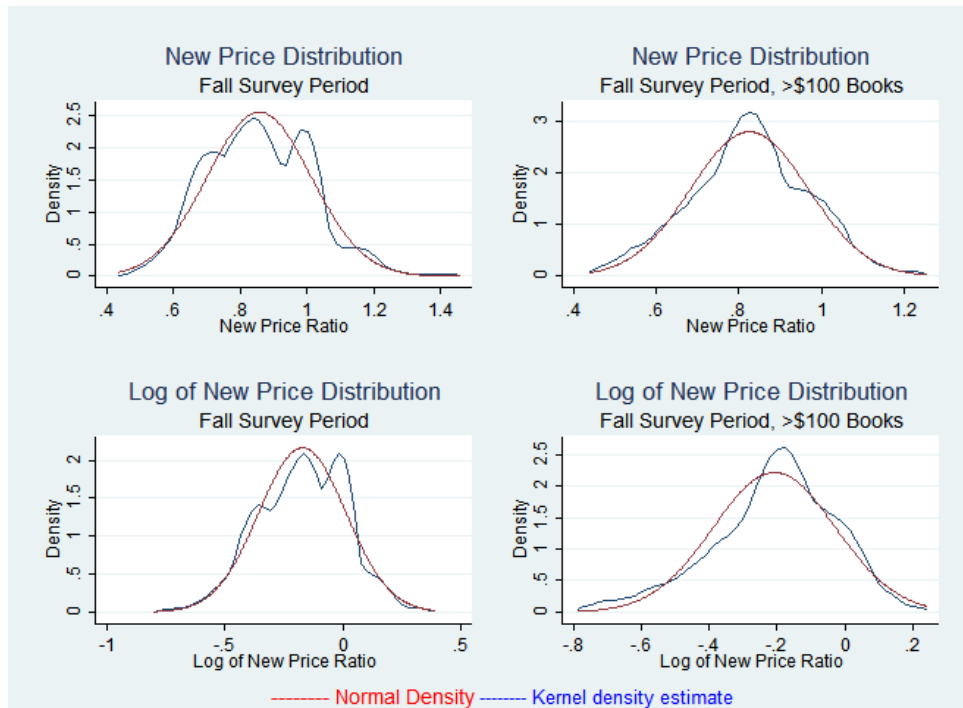 New Price Distribution
Fall Survey Period
Density
0 .5 1 1.5 2 2.5
.4 .6 .8 1 1.2 1.4
New Price Ratio
New Price Distribution
Fall Survey Period, >$100 Books
Density
0 1 2 3
.4 .6 .8 1 1.2
New Price Ratio
Log of New Price Distribution
Fall Survey Period
Density
0 .5 1 1.5 2
-1 -.5 0 .5
Log of New Price Ratio
Log of New Price Distribution
Fall Survey Period, >$100 Books
Density
0 .5 1 1.5 2 2.5
-.8 -.6 -.4 -.2 0 .2
Log of New Price Ratio
-------- Normal Density -------- Kernel density estimate